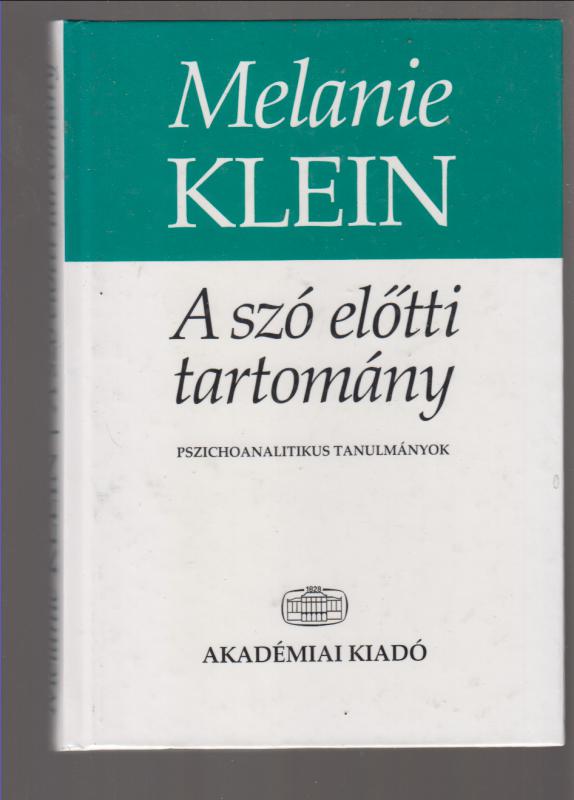 Melanie
KLEIN
A szó előtti
tartomány
PSZICHOANALITIKUS TANULMÁNYOK
1828
AKADÉMIAI KIADÓ